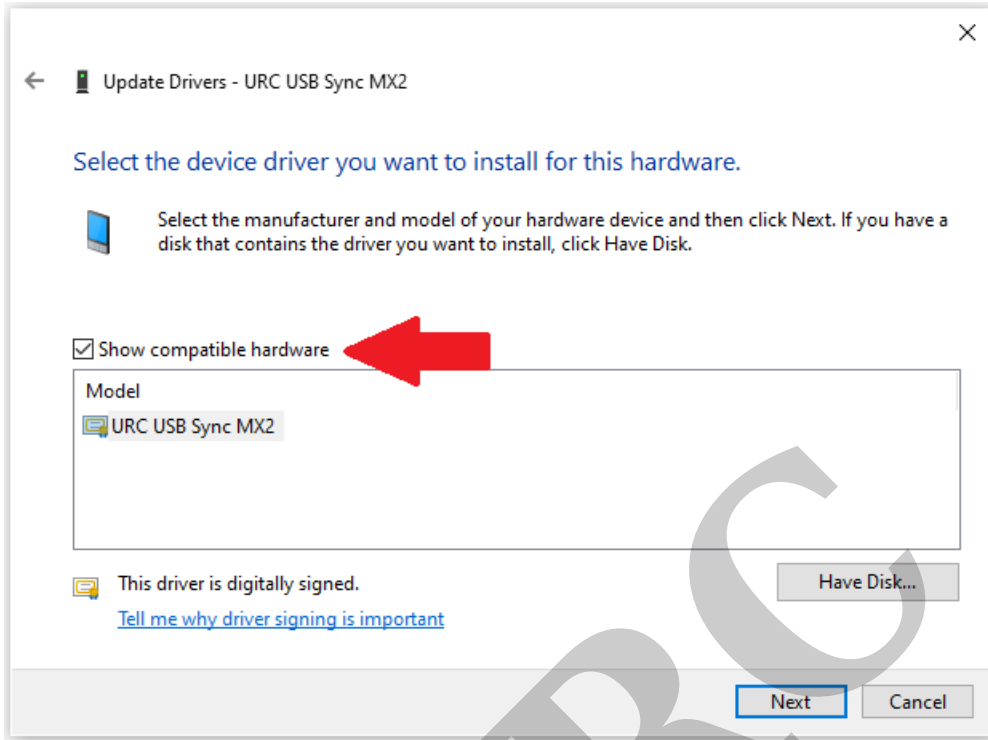 Update Drivers - URC USB Sync MX2
Select the device driver you want to install for this hardware.
Select the manufacturer and model of your hardware device and then click Next. If you have a
disk that contains the driver you want to install, click Have Disk.
Show compatible hardware
Model
URC USB Sync MX2
This driver is digitally signed.
Have Disk...
Tell me why driver signing is important
Next
Cancel
RC